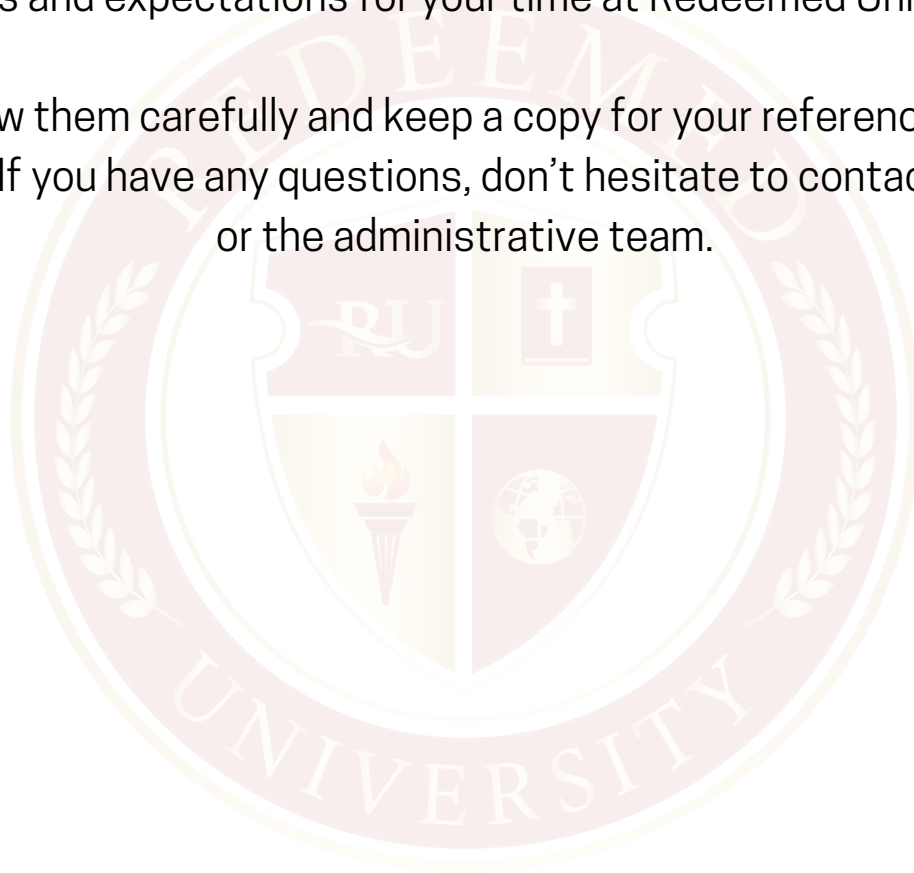 s and expectations for your time at Redeemed Uni
w them carefully and keep a copy for your referenc
If you have any questions, don't hesitate to contac
or the administrative team.
REDEEMED
RU
UNIVERSITY